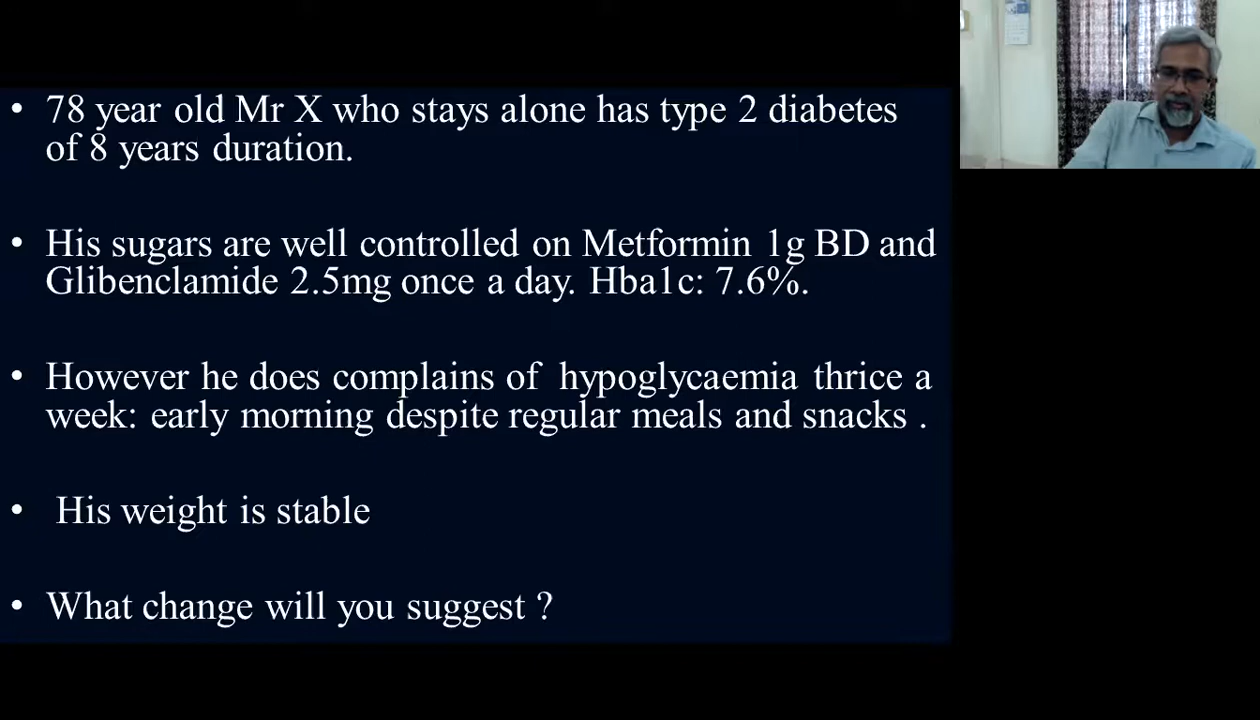 • 78 year old Mr X who stays alone has type 2 diabetes
of 8 years duration.
• His sugars are well controlled on Metformin 1g BD and
Glibenclamide 2.5mg once a day. Hba1c: 7.6%.
• However he does complains of hypoglycaemia thrice a
week: early morning despite regular meals and snacks .
• His weight is stable
• What change will you suggest ?